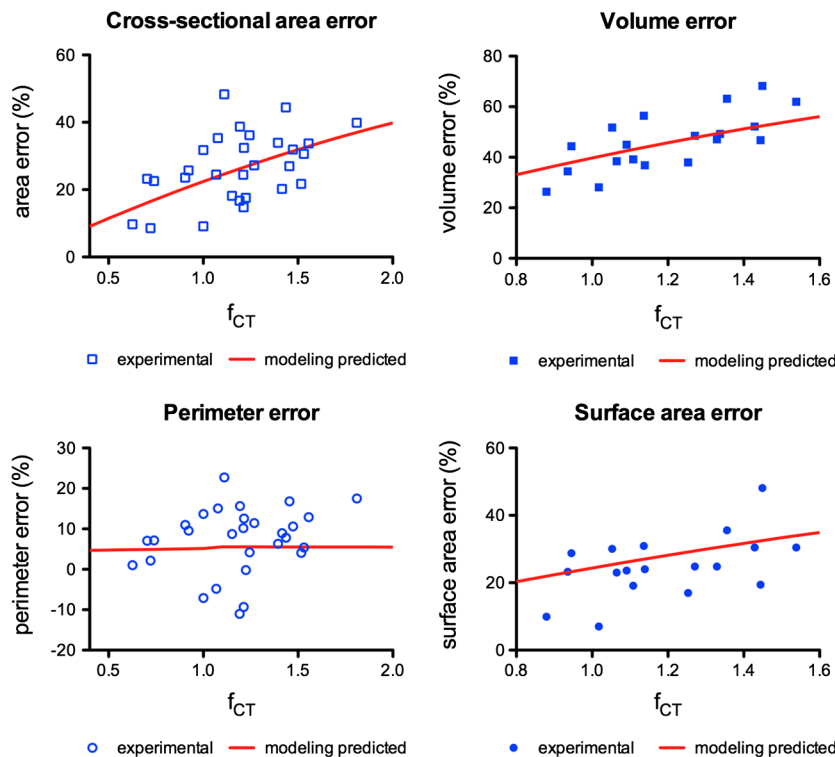 Cross-sectional area error
area error (%)
60
40
20
0
0.5 1.0 1.5 2.0
fCT
experimental modeling predicted
Volume error
volume error (%)
80
60
40
20
0
0.8 1.0 1.2 1.4 1.6
fCT
experimental modeling predicted
Perimeter error
perimeter error (%)
30
20
10
0
-10
-20
0.5 1.0 1.5 2.0
fCT
experimental modeling predicted
Surface area error
surface area error (%)
60
40
20
0
0.8 1.0 1.2 1.4 1.6
fCT
experimental modeling predicted